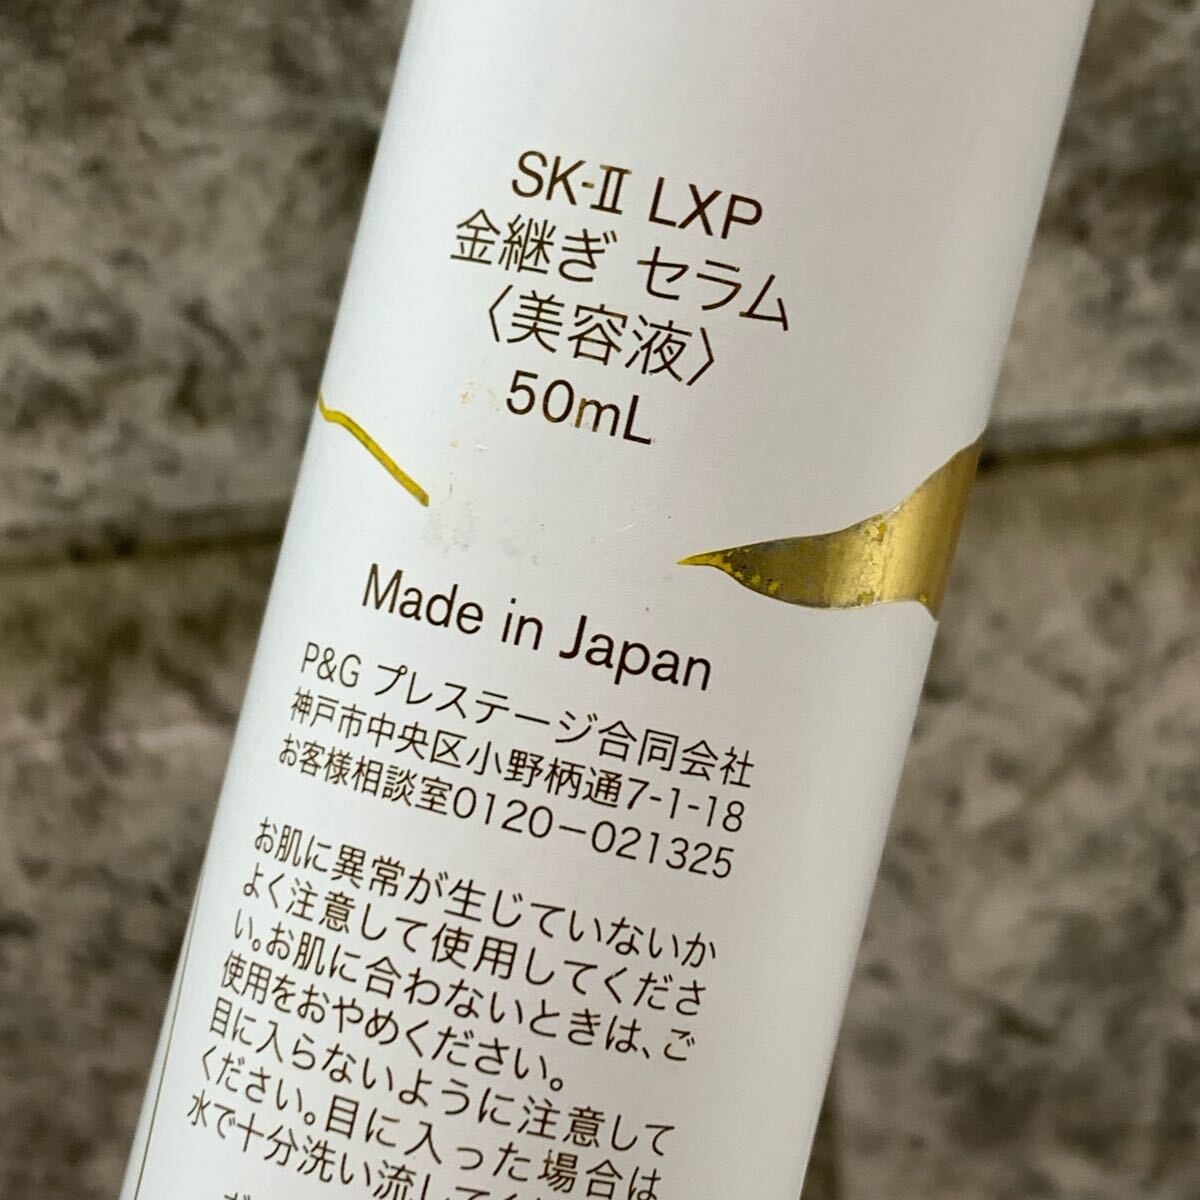 SK-II LXP
金継ぎ セラム
〈美容液〉
50mL
Made in Japan
P&G プレステージ合同会社
神戸市中央区小野柄通7-1-18
お客様相談室0120-021325
お肌に異常が生じていないか
よく注意して使用してくださ
い。お肌に合わないときは、ご
使用をおやめください。
目に入らないように注意して
ください。目に入った場合は
水で十分洗い流してく